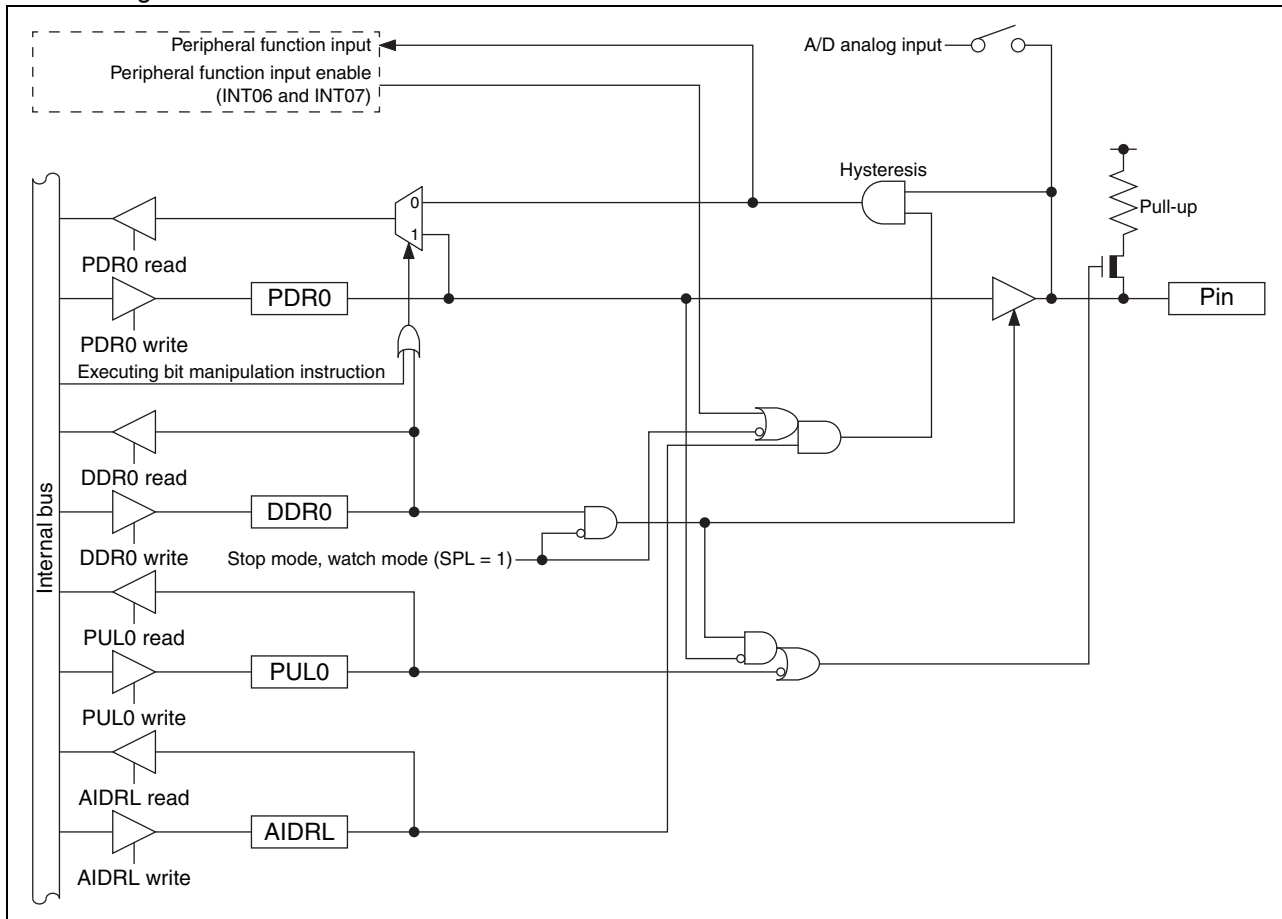 Peripheral function input
Peripheral function input enable
(INT06 and INT07)
A/D analog input
Hysteresis
Pull-up
0
1
PDR0 read
PDR0
Pin
PDR0 write
Executing bit manipulation instruction
DDR0 read
DDR0
DDR0 write
Stop mode, watch mode (SPL = 1)
Internal bus
PUL0 read
PUL0
PUL0 write
AIDRL read
AIDRL
AIDRL write